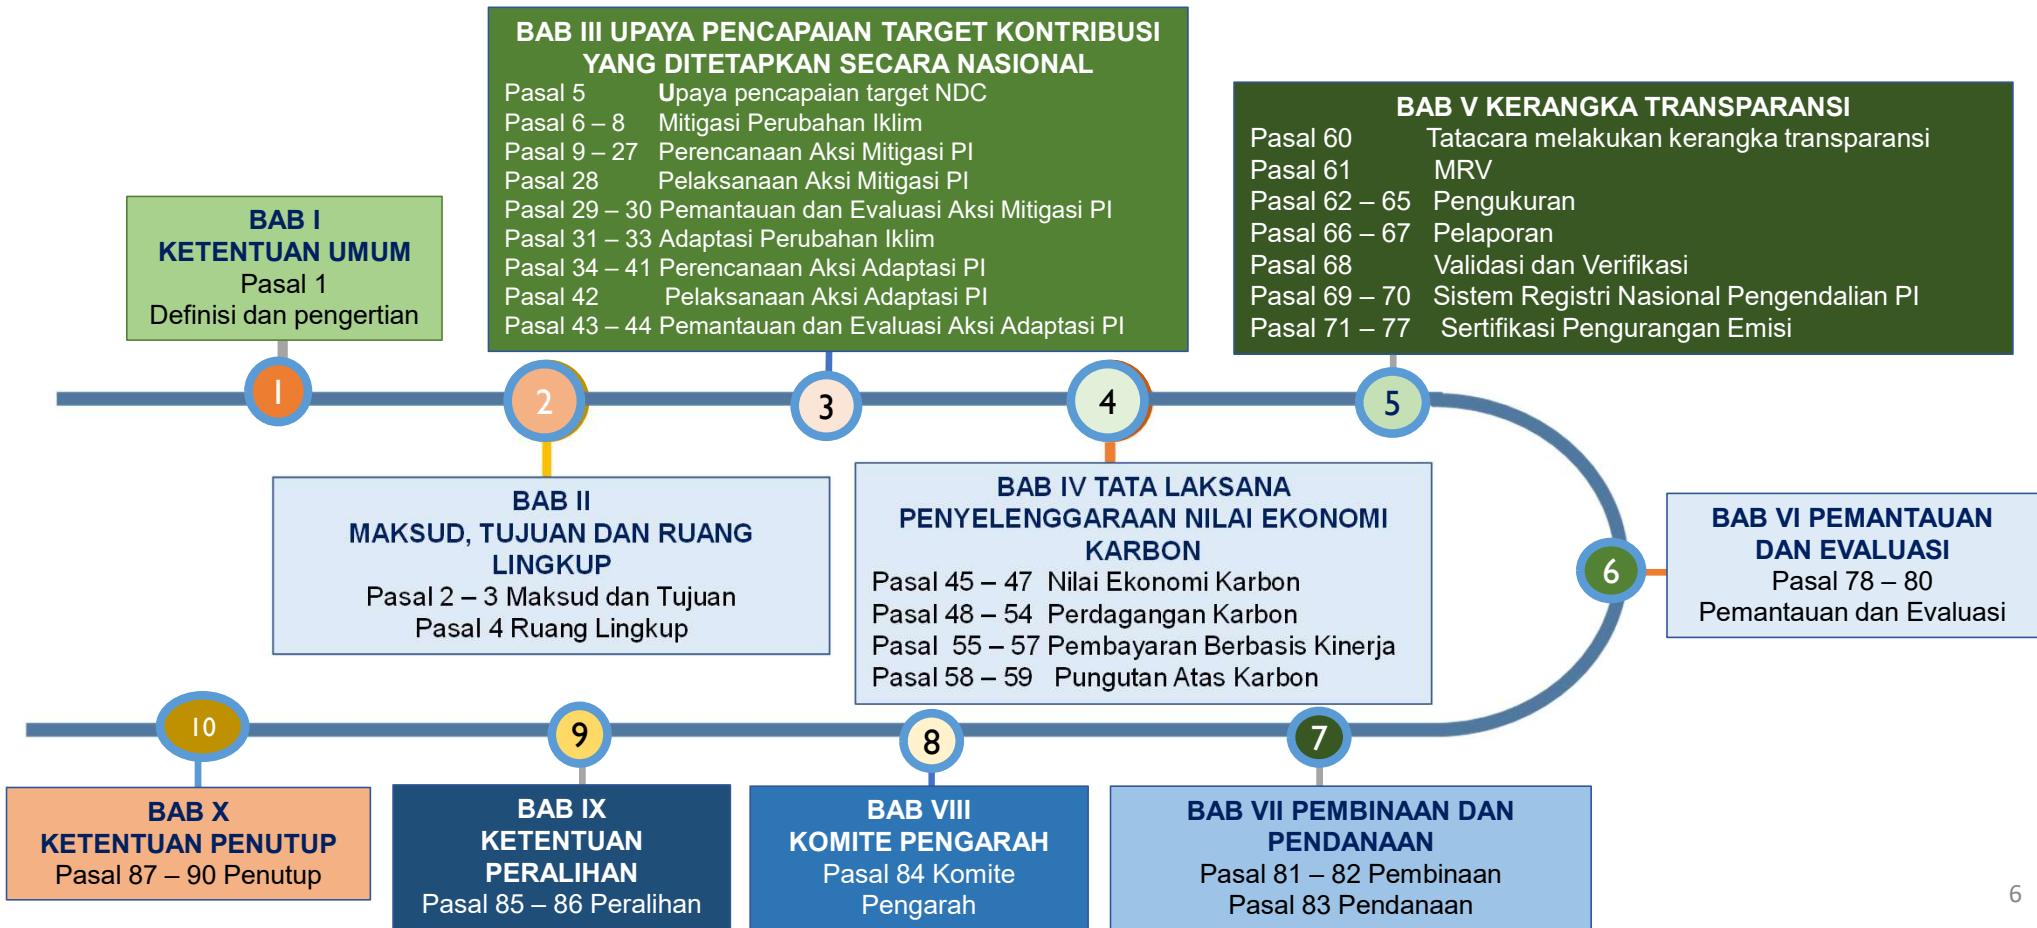 BAB I
KETENTUAN UMUM
Pasal 1
Definisi dan pengertian
1
BAB II
MAKSUD, TUJUAN DAN RUANG
LINGKUP
Pasal 2 – 3 Maksud dan Tujuan
Pasal 4 Ruang Lingkup
2
BAB III UPAYA PENCAPAIAN TARGET KONTRIBUSI
YANG DITETAPKAN SECARA NASIONAL
Pasal 5 Upaya pencapaian target NDC
Pasal 6 – 8 Mitigasi Perubahan Iklim
Pasal 9 – 27 Perencanaan Aksi Mitigasi PI
Pasal 28 Pelaksanaan Aksi Mitigasi PI
Pasal 29 – 30 Pemantauan dan Evaluasi Aksi Mitigasi PI
Pasal 31 – 33 Adaptasi Perubahan Iklim
Pasal 34 – 41 Perencanaan Aksi Adaptasi PI
Pasal 42 Pelaksanaan Aksi Adaptasi PI
Pasal 43 – 44 Pemantauan dan Evaluasi Aksi Adaptasi PI
3
BAB IV TATA LAKSANA
PENYELENGGARAAN NILAI EKONOMI
KARBON
Pasal 45 – 47 Nilai Ekonomi Karbon
Pasal 48 – 54 Perdagangan Karbon
Pasal 55 – 57 Pembayaran Berbasis Kinerja
Pasal 58 – 59 Pungutan Atas Karbon
4
BAB V KERANGKA TRANSPARANSI
Pasal 60 Tatacara melakukan kerangka transparansi
Pasal 61 MRV
Pasal 62 – 65 Pengukuran
Pasal 66 – 67 Pelaporan
Pasal 68 Validasi dan Verifikasi
Pasal 69 – 70 Sistem Registri Nasional Pengendalian PI
Pasal 71 – 77 Sertifikasi Pengurangan Emisi
5
BAB VI PEMANTAUAN
DAN EVALUASI
Pasal 78 – 80
Pemantauan dan Evaluasi
6
7
BAB VII PEMBINAAN DAN
PENDANAAN
Pasal 81 – 82 Pembinaan
Pasal 83 Pendanaan
8
BAB VIII
KOMITE PENGARAH
Pasal 84 Komite
Pengarah
9
BAB IX
KETENTUAN
PERALIHAN
Pasal 85 – 86 Peralihan
10
BAB X
KETENTUAN PENUTUP
Pasal 87 – 90 Penutup
6